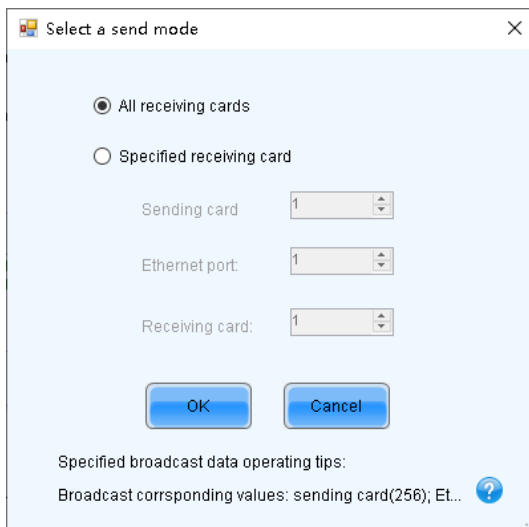 Select a send mode
All receiving cards
Specified receiving card
Sending card 1
Ethernet port: 1
Receiving card: 1
OK Cancel
Specified broadcast data operating tips:
Broadcast corrsponding values: sending card(256); Et... ?